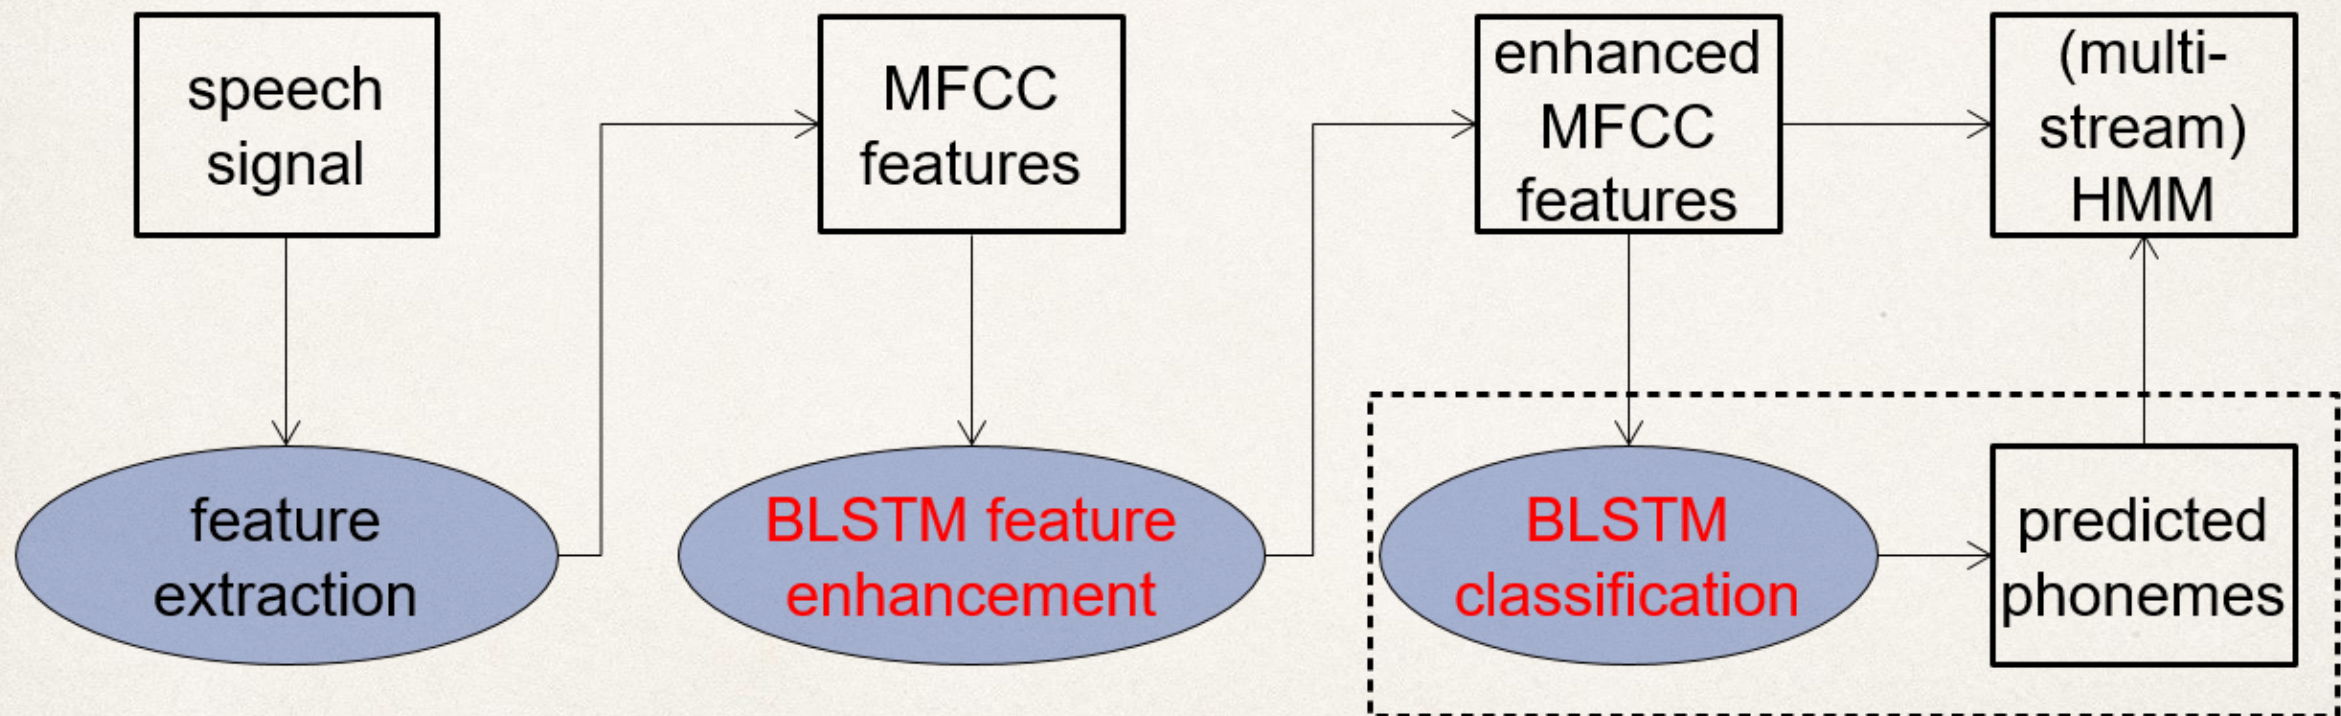 speech
signal
MFCC
features
enhanced
MFCC
features
(multi-
stream)
HMM
feature
extraction
BLSTM feature
enhancement
BLSTM
classification
predicted
phonemes